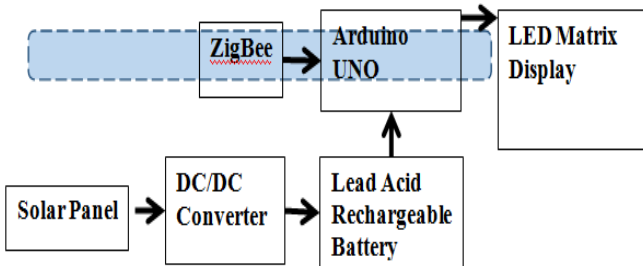 ZigBee
Arduino
UNO
LED Matrix
Display
Solar Panel
DC/DC
Converter
Lead Acid
Rechargeable
Battery